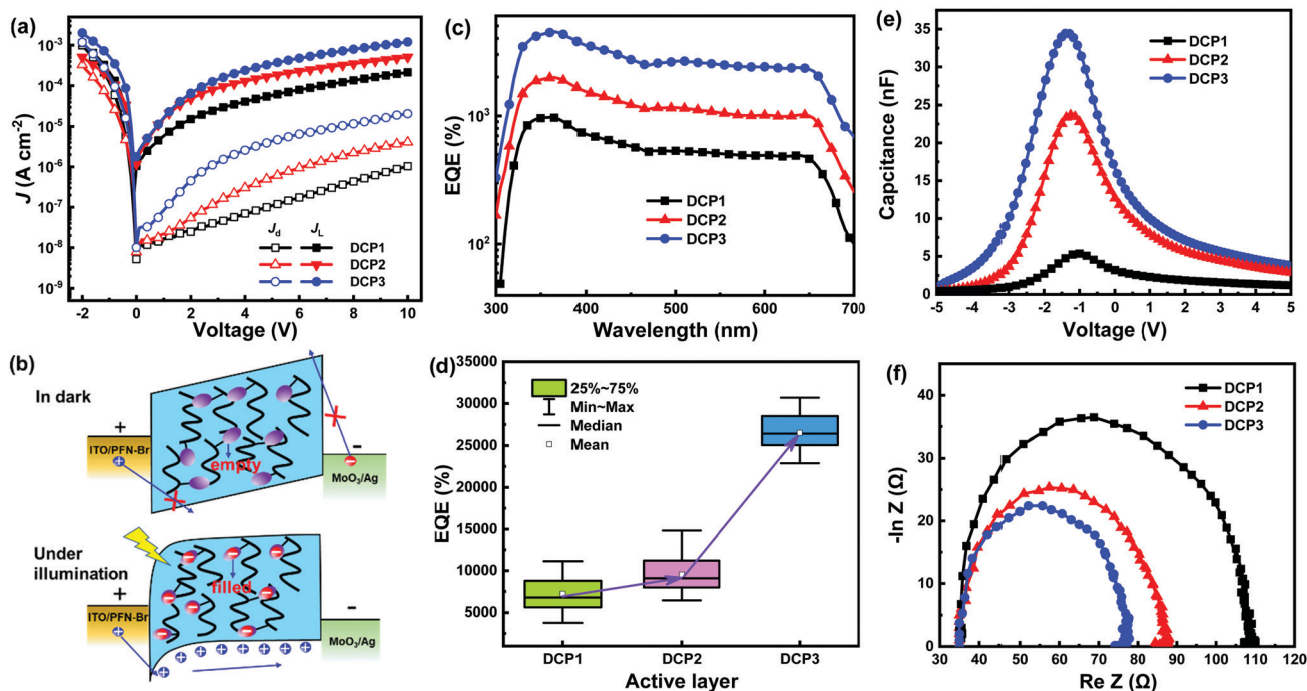 (a)
10⁻³
10⁻⁴
10⁻⁵
10⁻⁶
10⁻⁷
10⁻⁸
10⁻⁹
J (A cm⁻²)
J_d J_L
DCP1
DCP2
DCP3
-2 0 2 4 6 8 10
Voltage (V)
(b)
In dark
+
ITO/PFN-Br
empty
-
MoO₃/Ag
Under
illumination
+
ITO/PFN-Br
filled
-
MoO₃/Ag
(c)
10³
10²
EQE (%)
DCP1
DCP2
DCP3
300 400 500 600 700
Wavelength (nm)
(d)
35000
30000
25000
20000
15000
10000
5000
0
EQE (%)
25%~75%
Min~Max
Median
Mean
DCP1 DCP2 DCP3
Active layer
(e)
35
30
25
20
15
10
5
0
Capcitance (nF)
DCP1
DCP2
DCP3
-5 -4 -3 -2 -1 0 1 2 3 4 5
Voltage (V)
(f)
50
40
30
20
10
0
-In Z (Ω)
DCP1
DCP2
DCP3
30 40 50 60 70 80 90 100 110 120
Re Z (Ω)